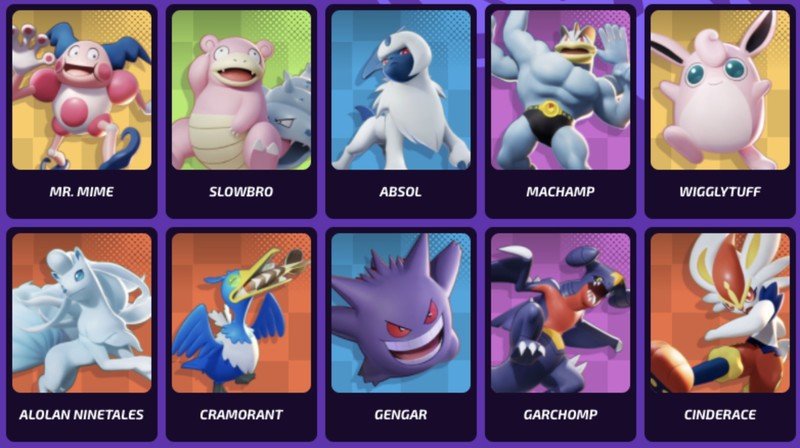 MR. MIME
SLOWBRO
ABSOL
MACHAMP
WIGGLYTUFF
ALOLAN NINETALES
CRAMORANT
GENGAR
GARCHOMP
CINDERACE